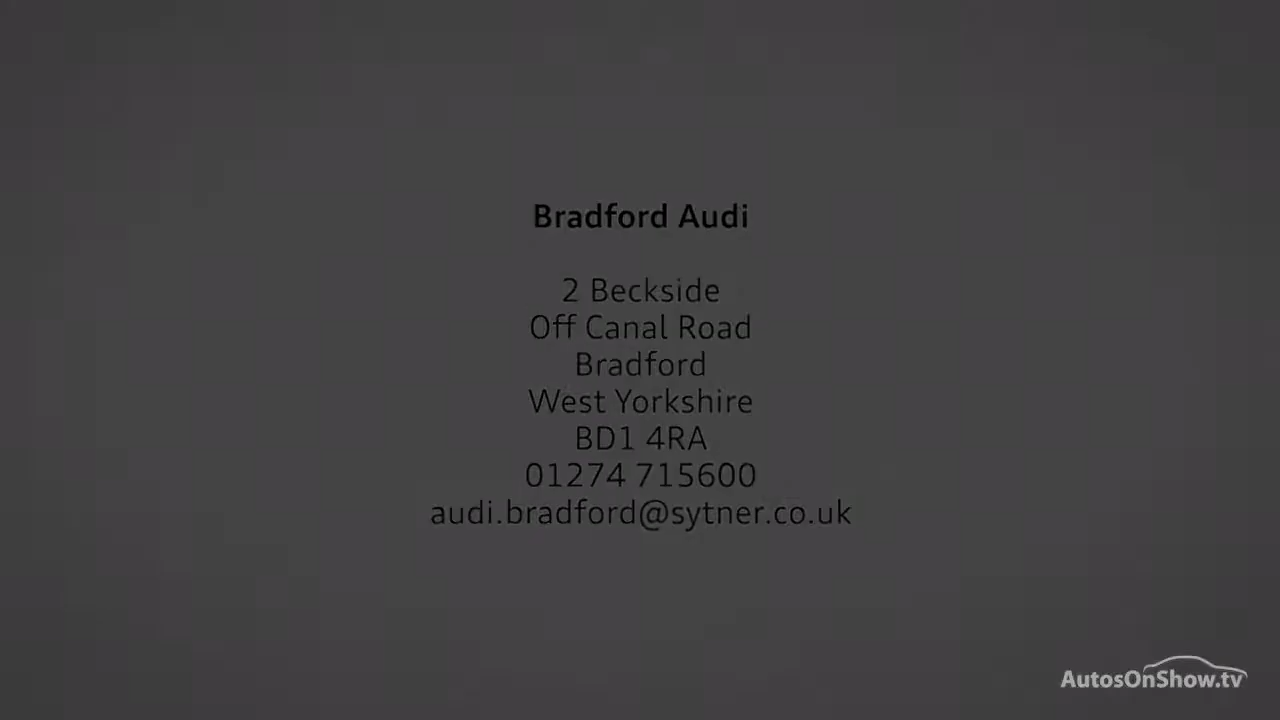 Bradford Audi
2 Beckside
Off Canal Road
Bradford
West Yorkshire
BD1 4RA
01274 715600
audi.bradford@sytner.co.uk
AutosOnShow.tv